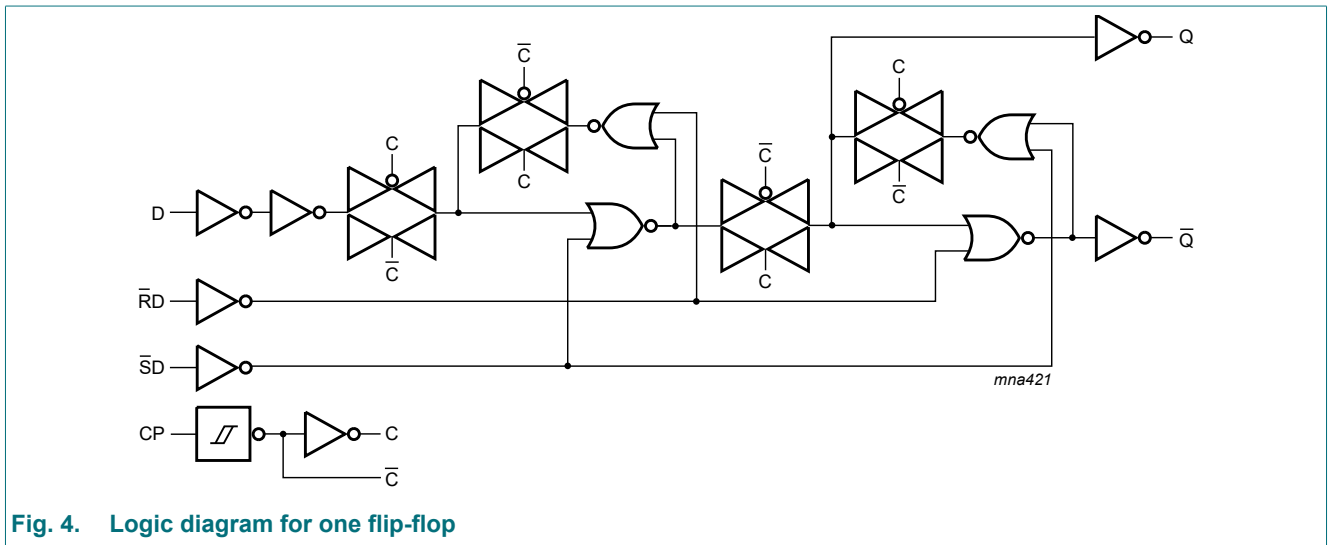 Q
C̅
C
C
C̅
C
C̅
D
C̅
C
Q̅
R̅D
S̅D
mna421
CP
C
C̅
Fig. 4. Logic diagram for one flip-flop